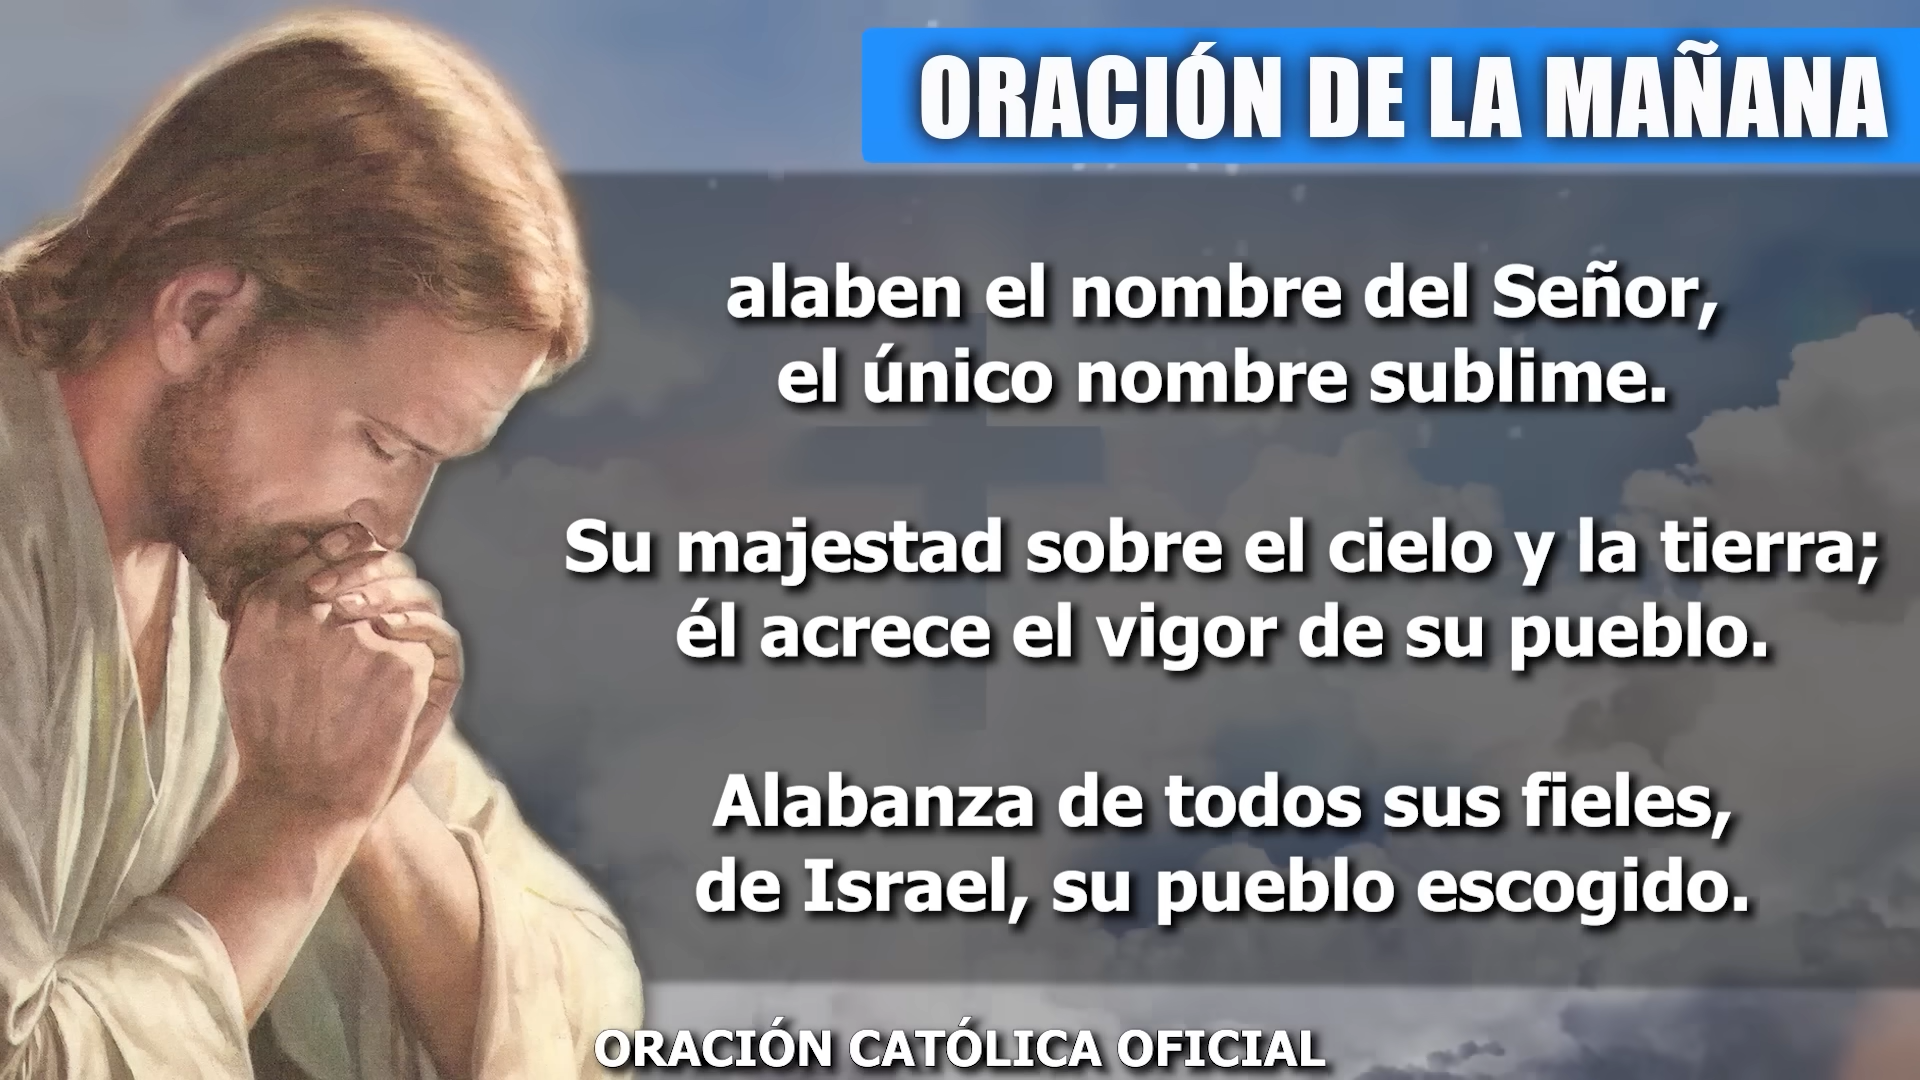 ORACIÓN DE LA MAÑANA
alaben el nombre del Señor,
el único nombre sublime.
Su majestad sobre el cielo y la tierra;
él acrece el vigor de su pueblo.
Alabanza de todos sus fieles,
de Israel, su pueblo escogido.
ORACIÓN CATÓLICA OFICIAL